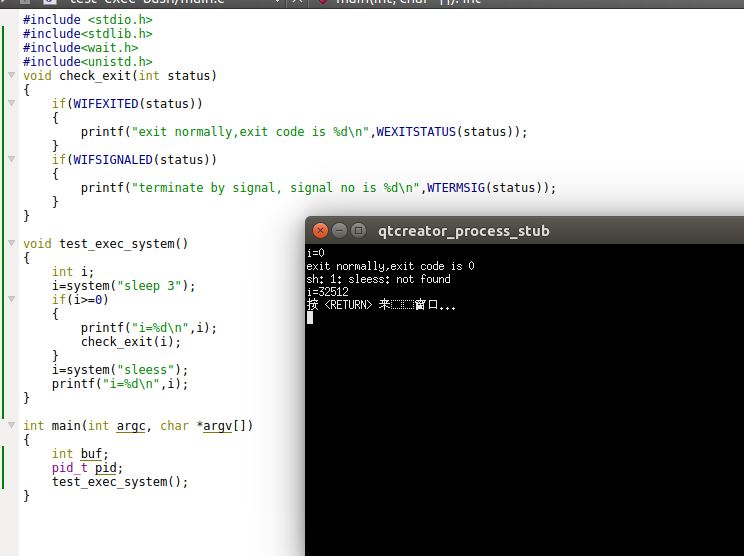 #include <stdio.h>
#include<stdlib.h>
#include<wait.h>
#include<unistd.h>
void check_exit(int status)
{
if(WIFEXITED(status))
{
printf("exit normally,exit code is %d\n",WEXITSTATUS(status));
}
if(WIFSIGNALED(status))
{
printf("terminate by signal, signal no is %d\n",WTERMSIG(status));
}
}
void test_exec_system()
{
int i;
i=system("sleep 3");
if(i>=0)
{
printf("i=%d\n",i);
check_exit(i);
}
i=system("sleess");
printf("i=%d\n",i);
}
int main(int argc, char *argv[])
{
int buf;
pid_t pid;
test_exec_system();
}
qtcreator_process_stub
i=0
exit normally,exit code is 0
sh: 1: sleess: not found
i=32512
按 <RETURN> 来窗口...